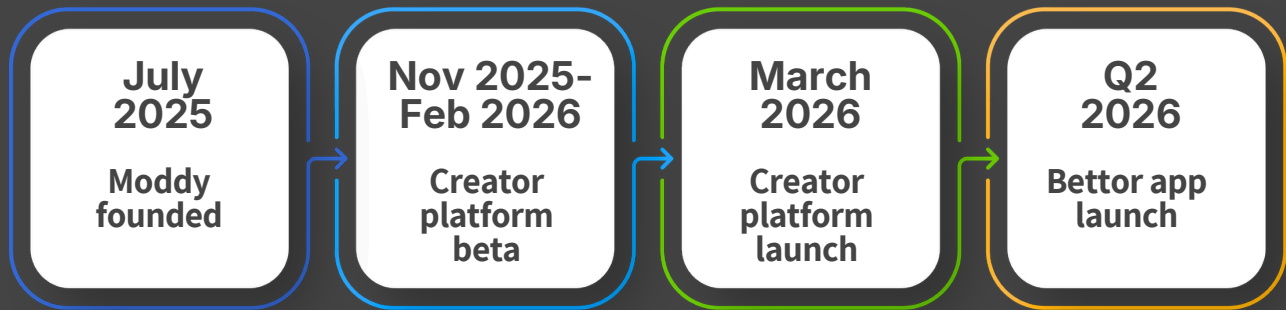 July
2025
Moddy
founded
Nov 2025-
Feb 2026
Creator
platform
beta
March
2026
Creator
platform
launch
Q2
2026
Bettor app
launch